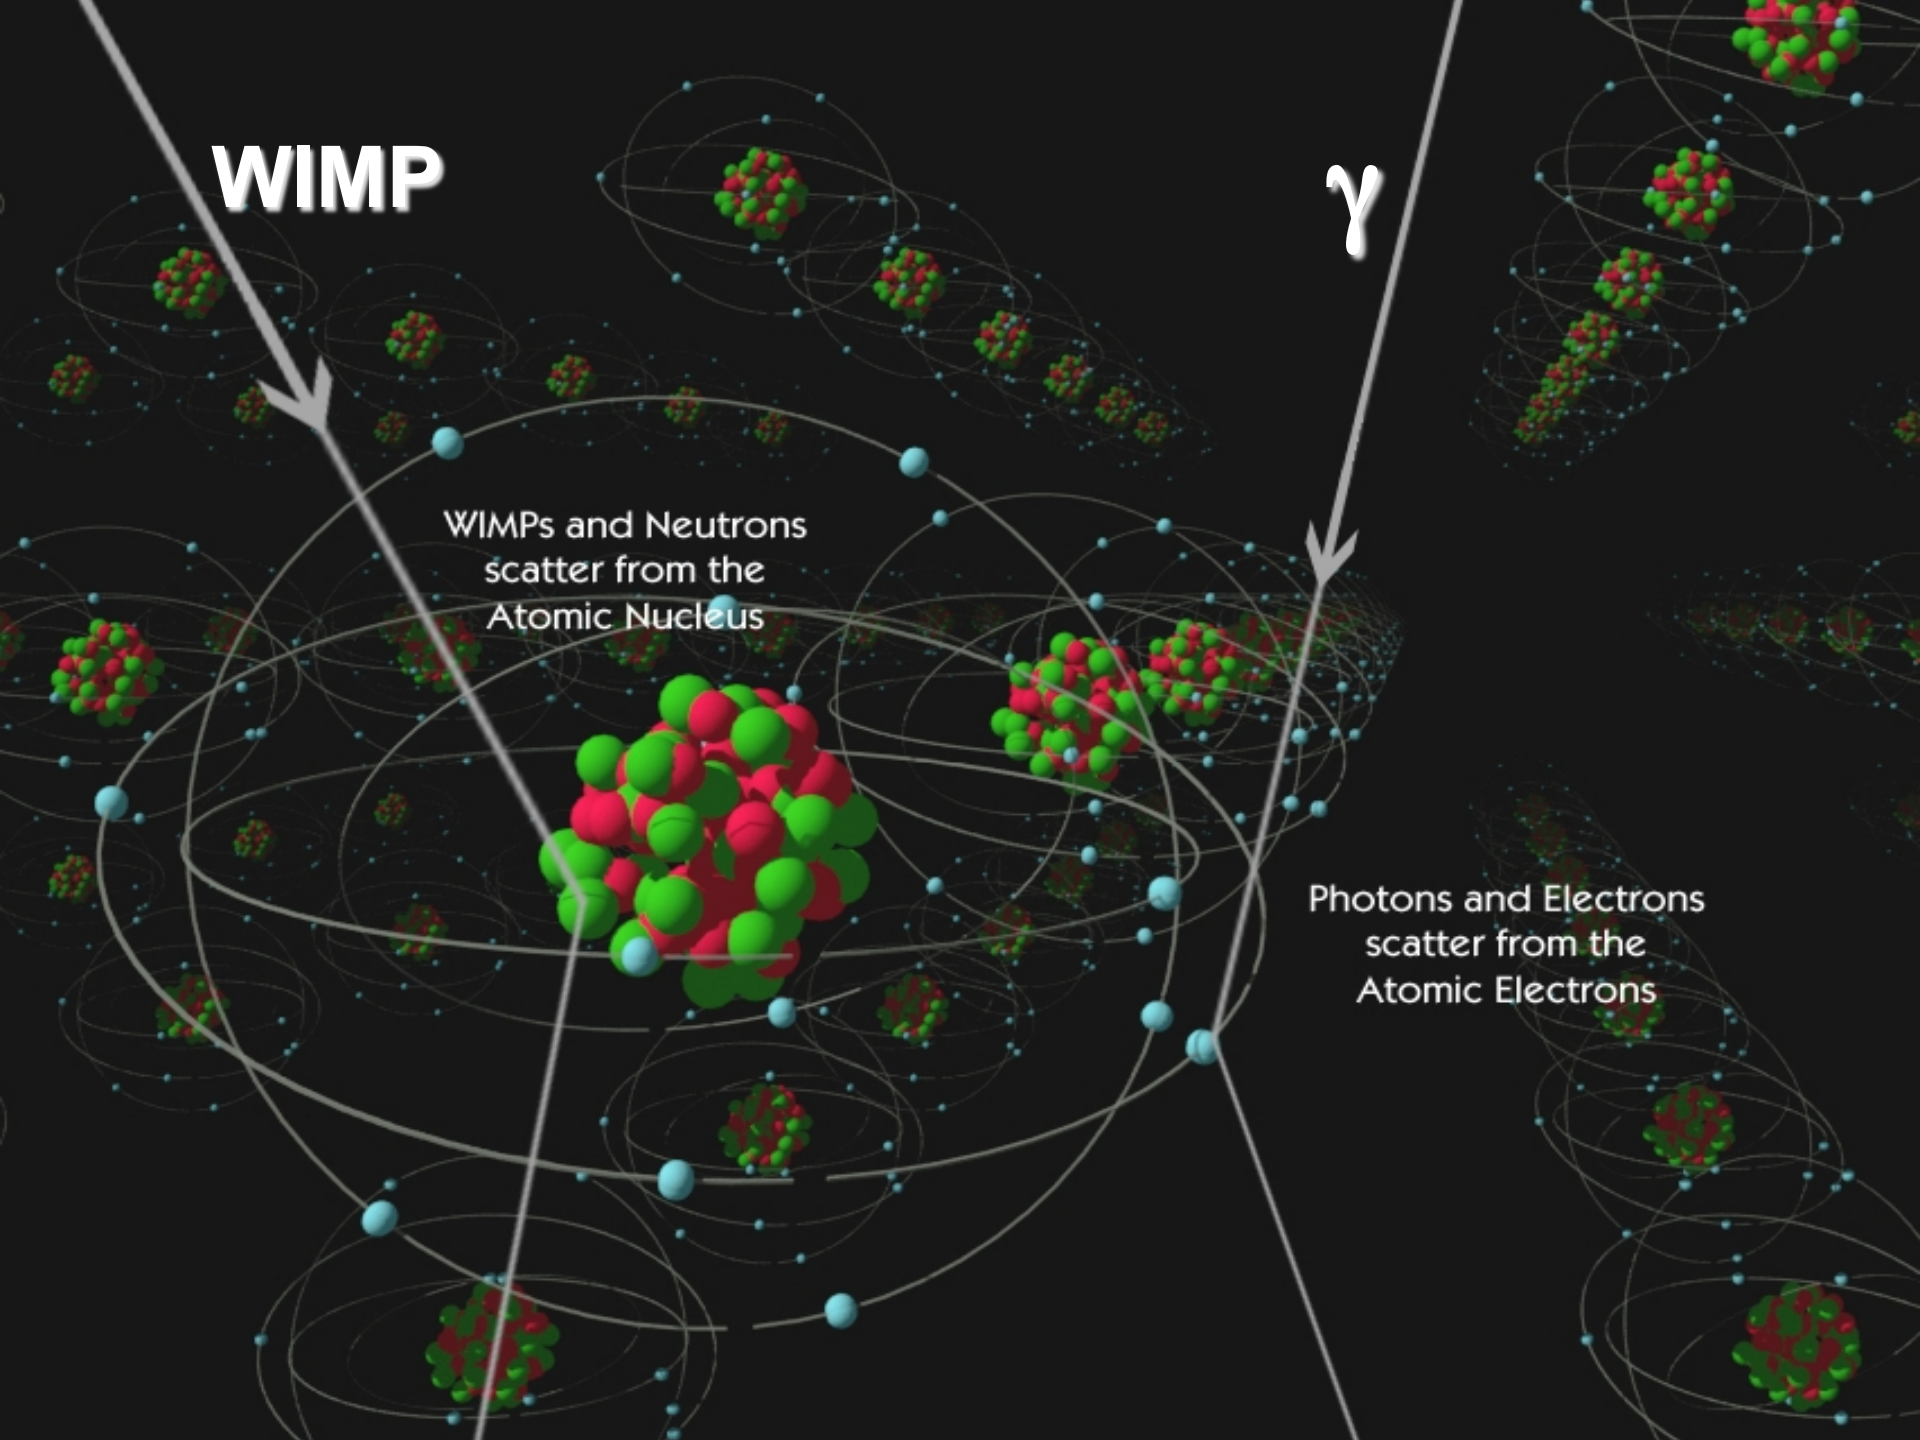 WIMP
γ
WIMPs and Neutrons
scatter from the
Atomic Nucleus
Photons and Electrons
scatter from the
Atomic Electrons